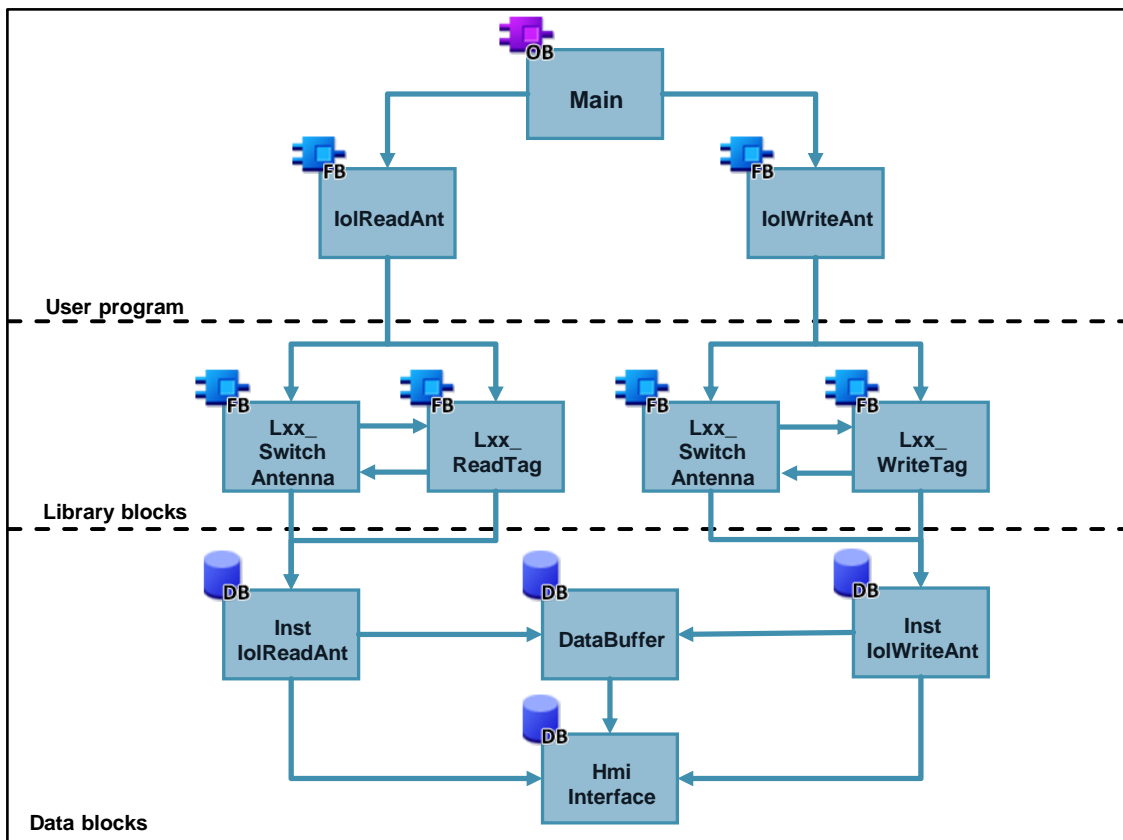 OB
Main
FB
IolReadAnt
FB
IolWriteAnt
User program
FB
Lxx_
Switch
Antenna
FB
Lxx_
ReadTag
FB
Lxx_
Switch
Antenna
FB
Lxx_
WriteTag
Library blocks
DB
Inst
IolReadAnt
DB
DataBuffer
DB
Inst
IolWriteAnt
DB
Hmi
Interface
Data blocks